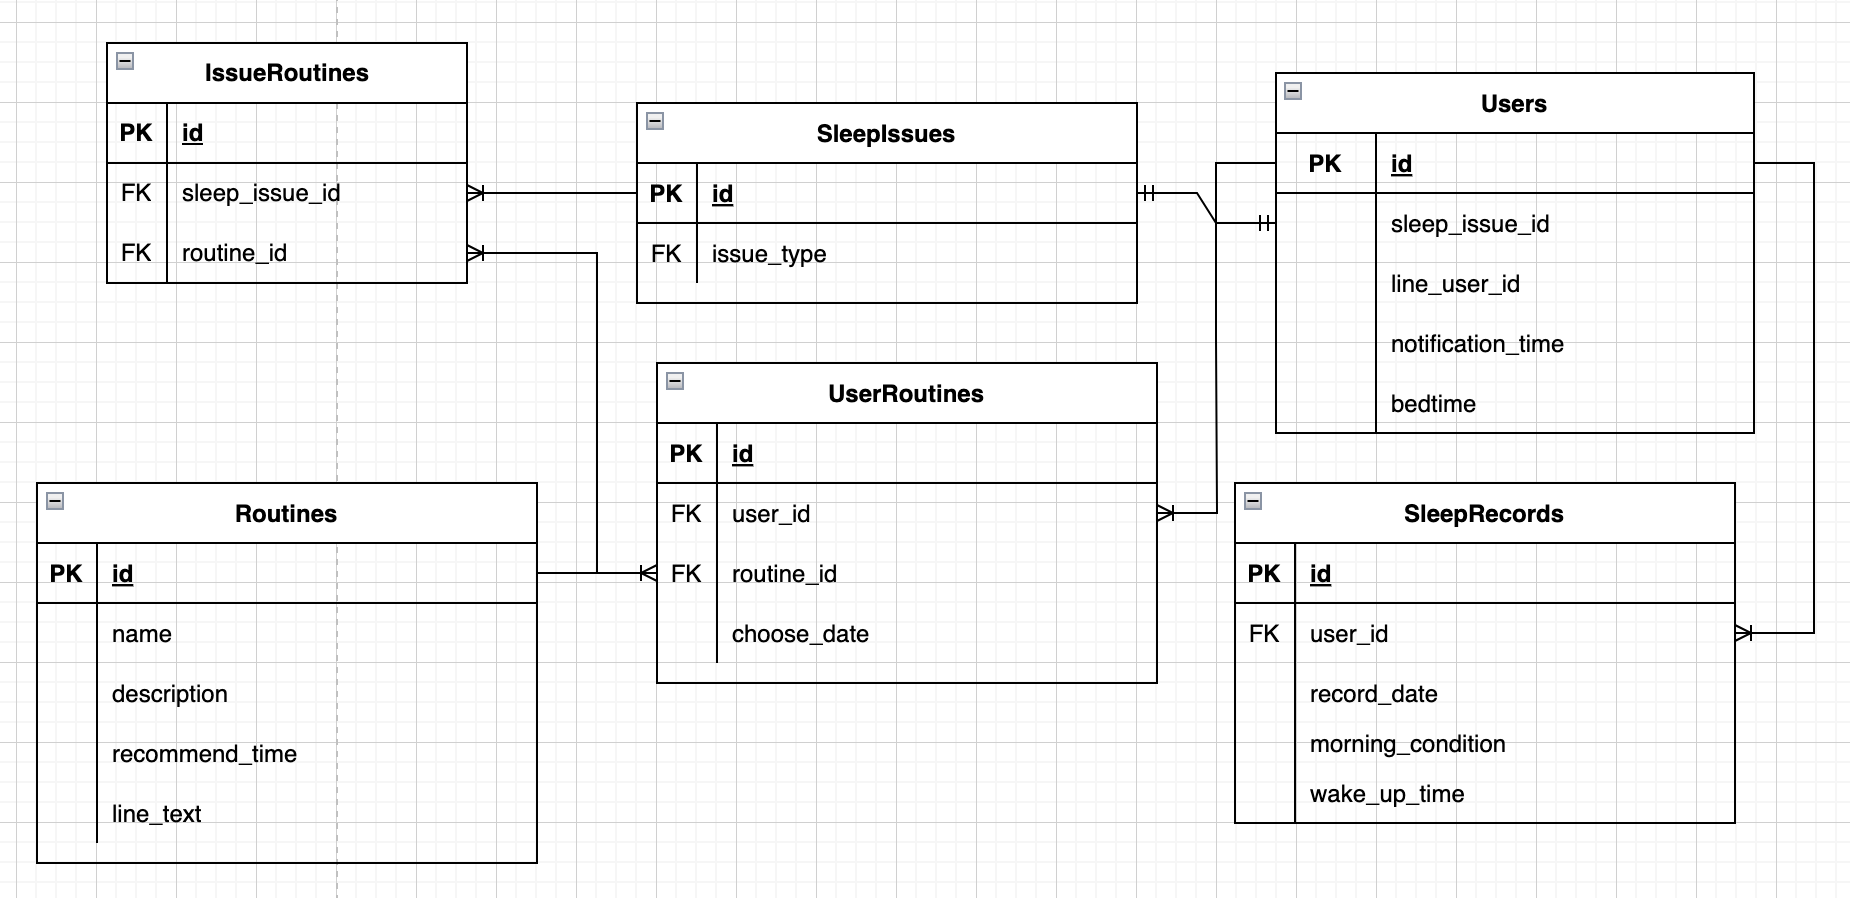 IssueRoutines
PK id
FK sleep_issue_id
FK routine_id
SleepIssues
PK id
FK issue_type
Users
PK id
sleep_issue_id
line_user_id
notification_time
bedtime
UserRoutines
PK id
FK user_id
FK routine_id
choose_date
Routines
PK id
name
description
recommend_time
line_text
SleepRecords
PK id
FK user_id
record_date
morning_condition
wake_up_time